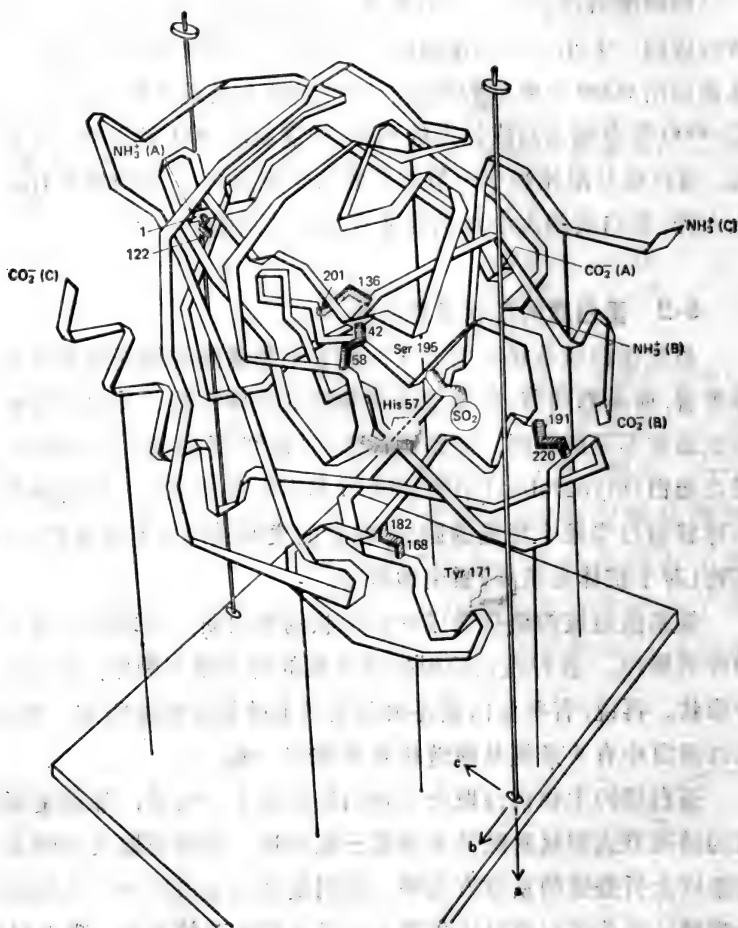 NH₃⁺ (A)
NH₃⁺ (C)
1
122
CO₂⁻ (A)
CO₂⁻ (C)
201
136
42
Ser 195
NH₃⁺ (B)
58
His 57
SO₂
191
CO₂⁻ (B)
220
182
168
Tyr 171
c
b
a